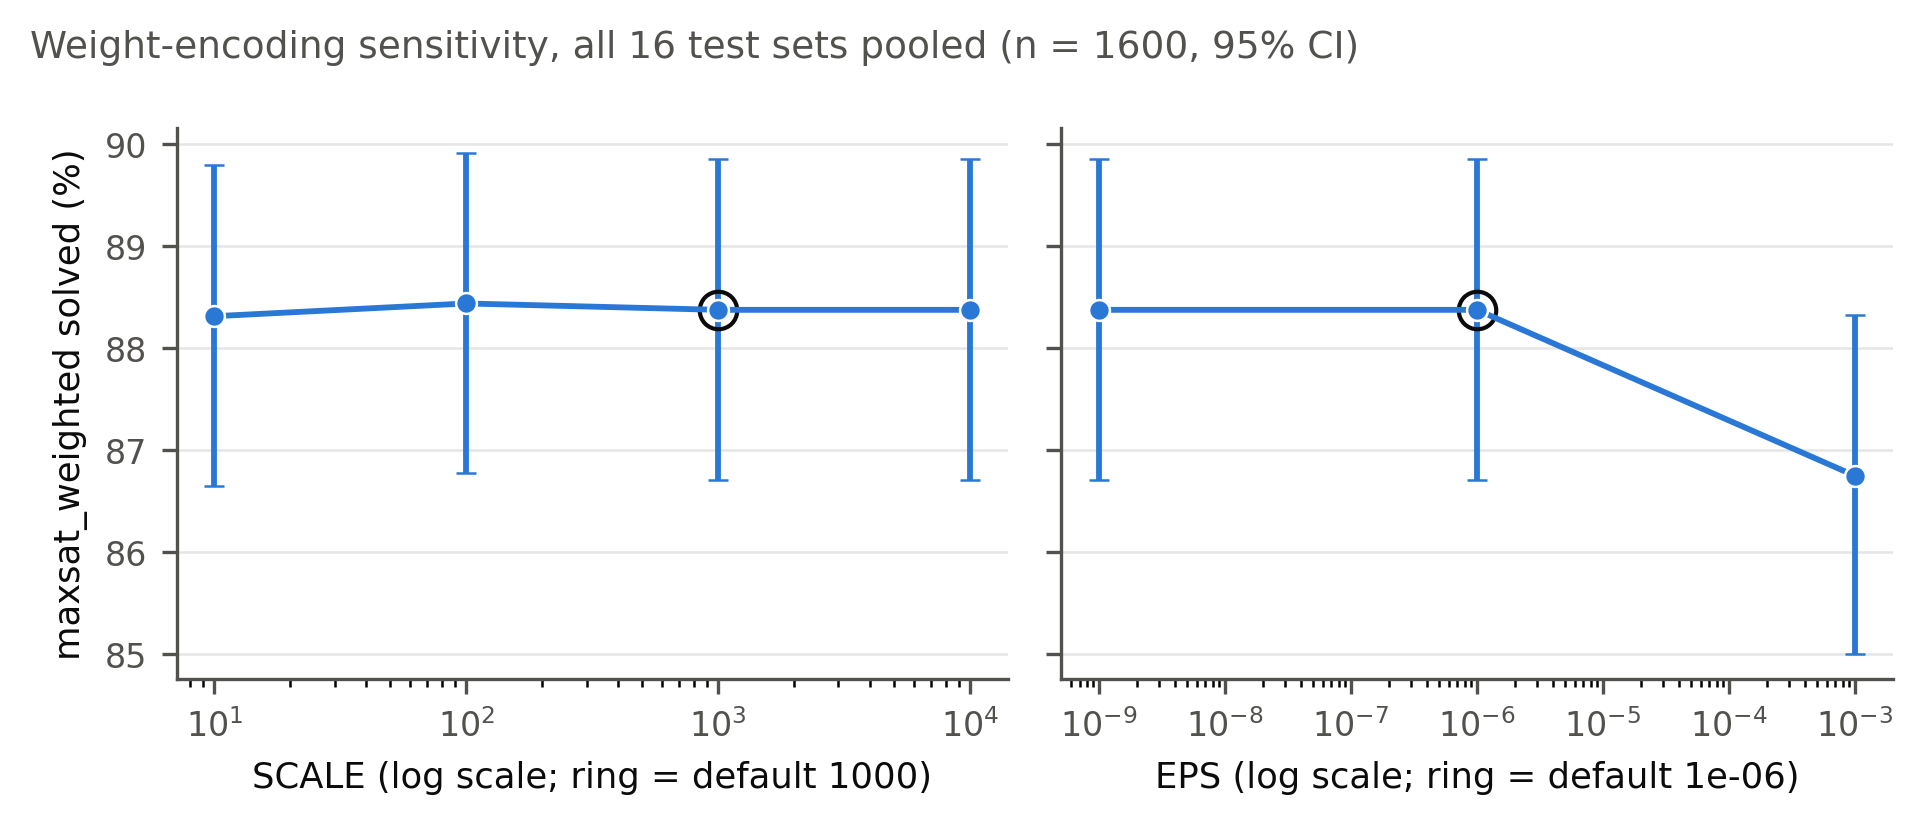 Weight-encoding sensitivity, all 16 test sets pooled (n = 1600, 95% CI)
maxsat_weighted solved (%)
90
89
88
87
86
85
10¹ 10² 10³ 10⁴
SCALE (log scale; ring = default 1000)
10⁻⁹ 10⁻⁸ 10⁻⁷ 10⁻⁶ 10⁻⁵ 10⁻⁴ 10⁻³
EPS (log scale; ring = default 1e-06)